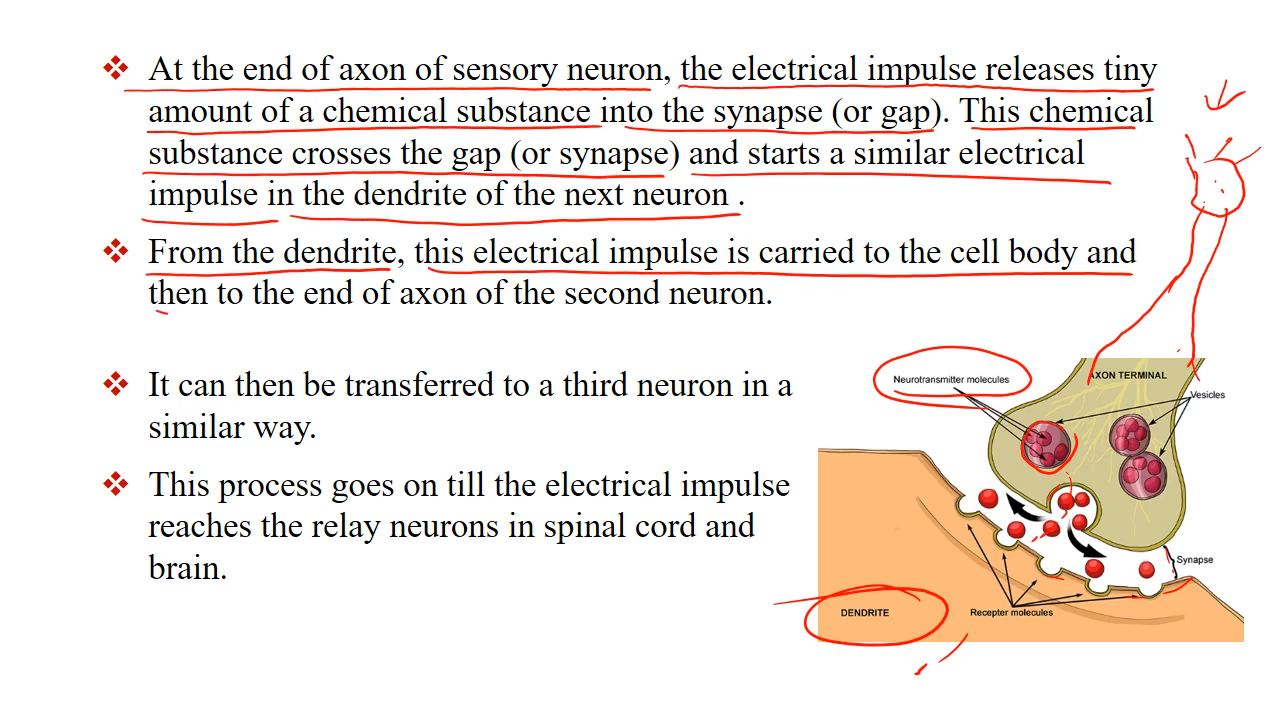 ❖ At the end of axon of sensory neuron, the electrical impulse releases tiny
amount of a chemical substance into the synapse (or gap). This chemical
substance crosses the gap (or synapse) and starts a similar electrical
impulse in the dendrite of the next neuron .
❖ From the dendrite, this electrical impulse is carried to the cell body and
then to the end of axon of the second neuron.
❖ It can then be transferred to a third neuron in a
similar way.
❖ This process goes on till the electrical impulse
reaches the relay neurons in spinal cord and
brain.
Neurotransmitter molecules
AXON TERMINAL
Vesicles
Synapse
DENDRITE
Recepter molecules